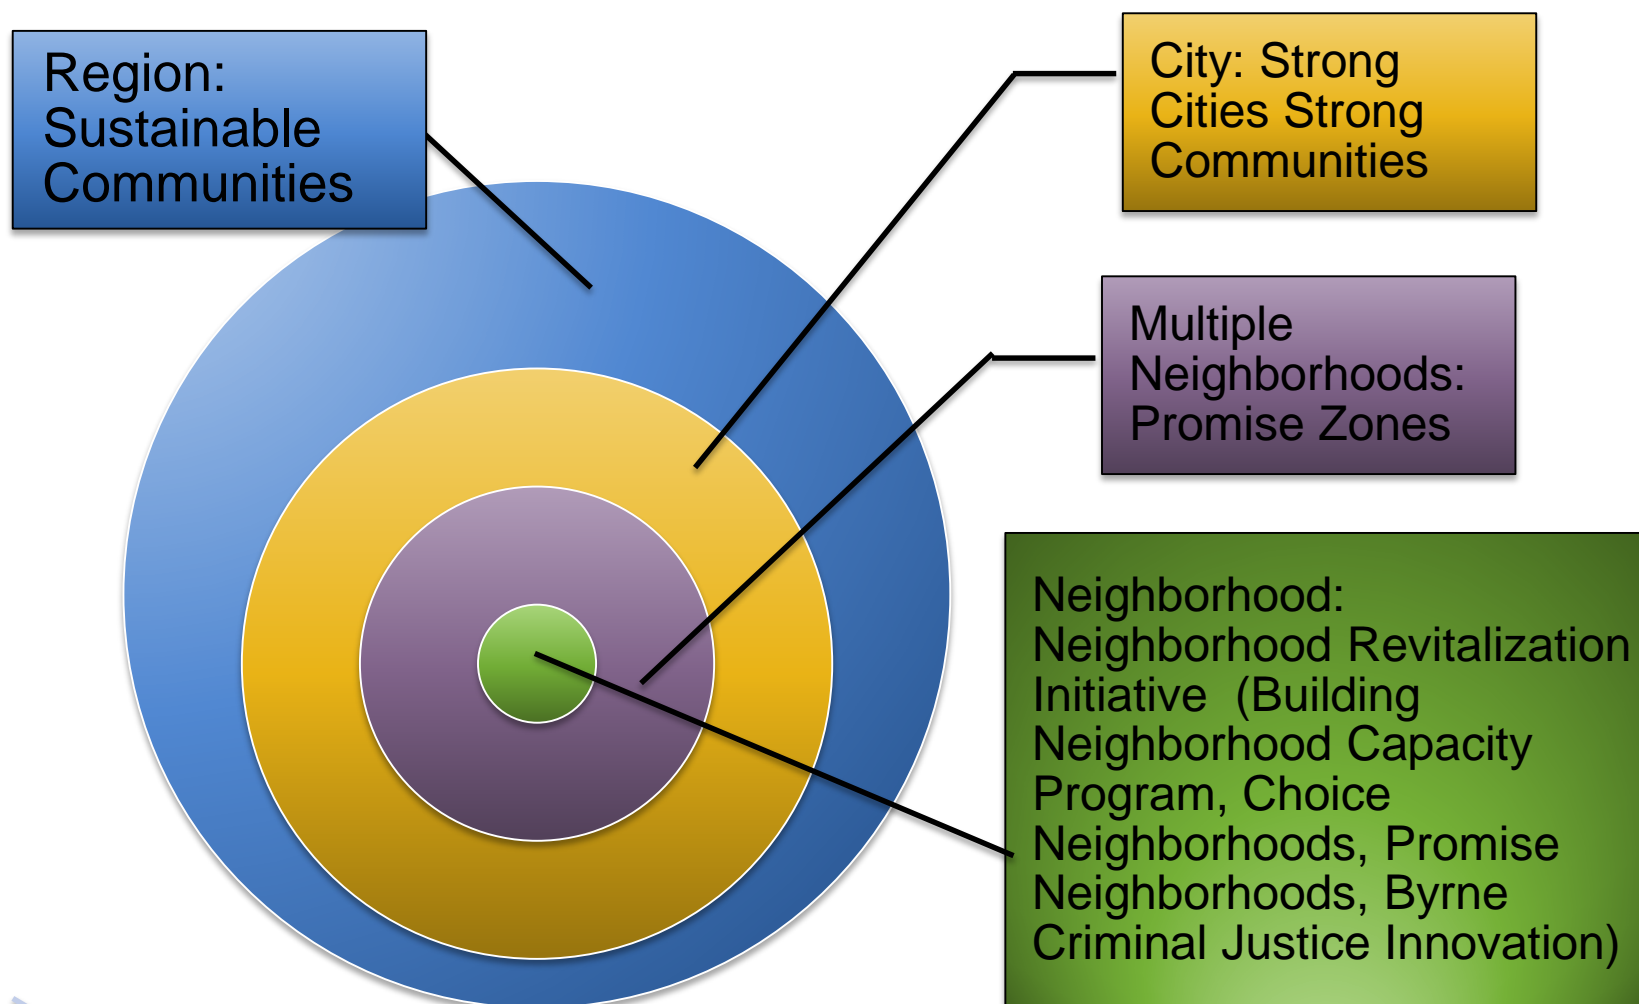 Region:
Sustainable
Communities
City: Strong
Cities Strong
Communities
Multiple
Neighborhoods:
Promise Zones
Neighborhood:
Neighborhood Revitalization
Initiative  (Building
Neighborhood Capacity
Program, Choice
Neighborhoods, Promise
Neighborhoods, Byrne
Criminal Justice Innovation)